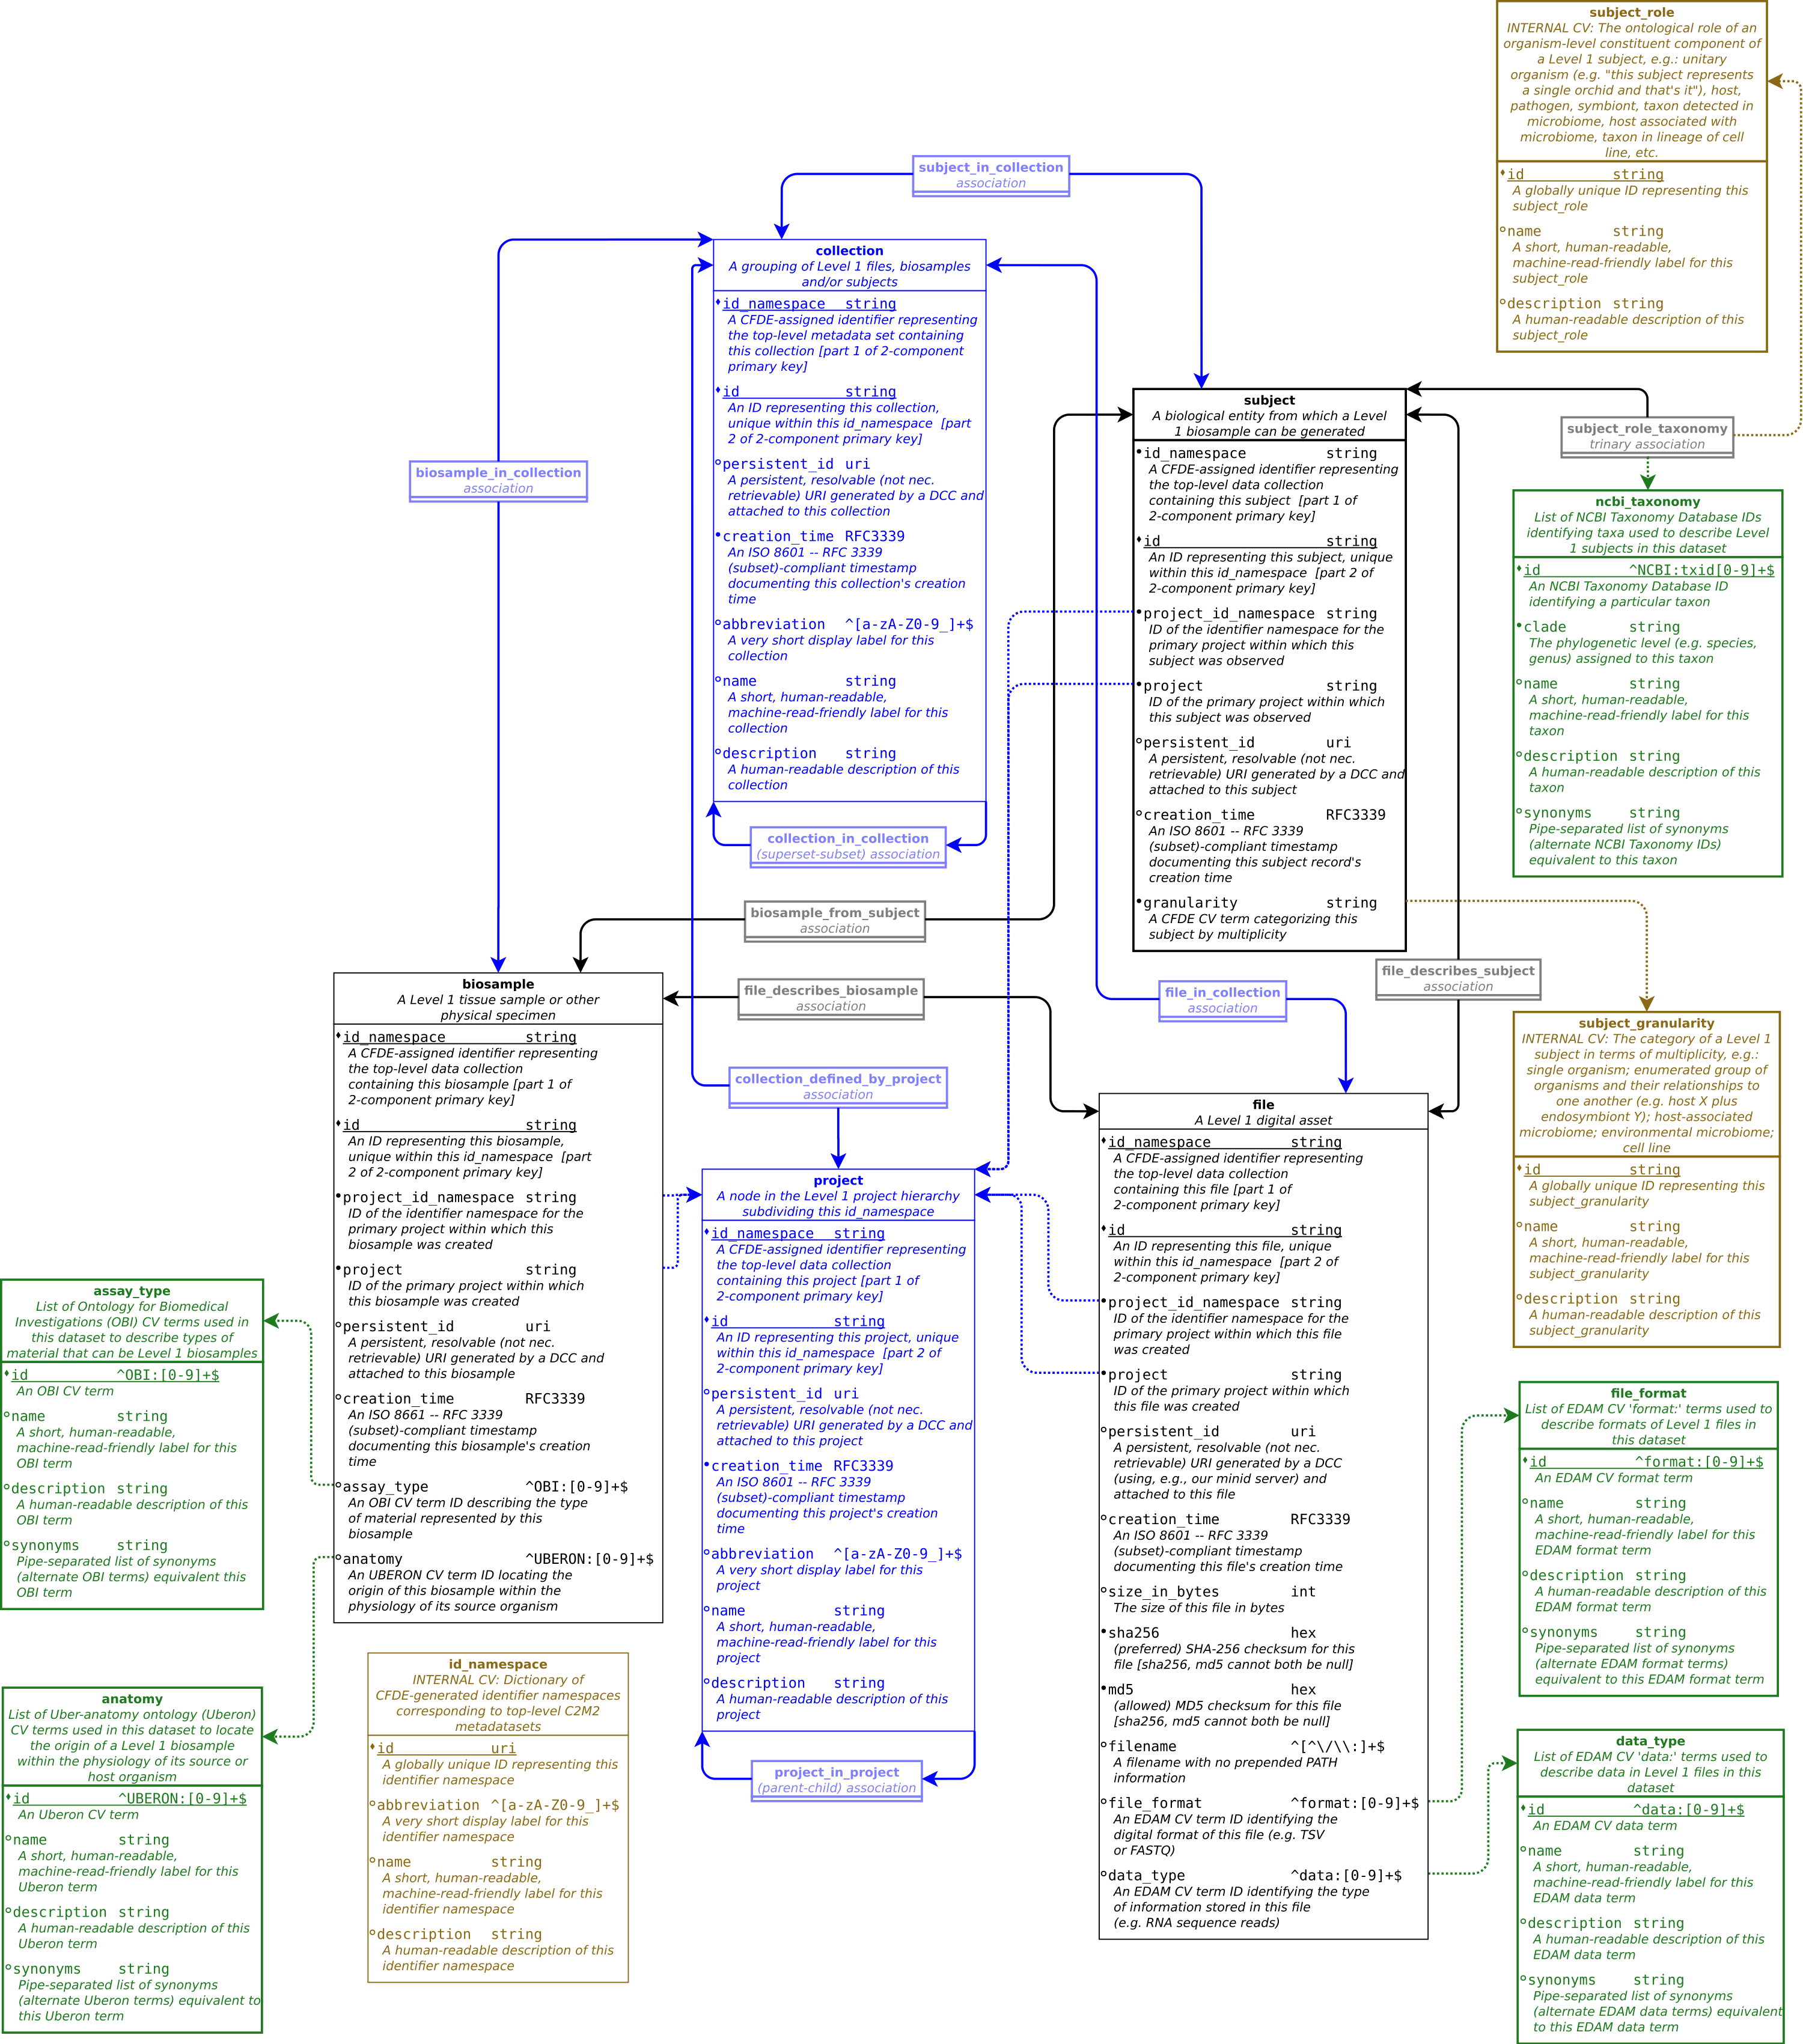 subject_role
INTERNAL CV: The ontological role of an
organism-level constituent component of
a Level 1 subject, e.g.: unitary
organism (e.g. "this subject represents
a single orchid and that's it"), host,
pathogen, symbiont, taxon detected in
microbiome, host associated with
microbiome, taxon in lineage of cell
line, etc.
id string
A globally unique ID representing this
subject_role
name string
A short, human-readable,
machine-read-friendly label for this
subject_role
description string
A human-readable description of this
subject_role
subject_in_collection
association
collection
A grouping of Level 1 files, biosamples
and/or subjects
id_namespace string
A CFDE-assigned identifier representing
the top-level metadata set containing
this collection [part 1 of 2-component
primary key]
id string
An ID representing this collection,
unique within this id_namespace [part
2 of 2-component primary key]
persistent_id uri
A persistent, resolvable (not nec.
retrievable) URI generated by a DCC and
attached to this collection
creation_time RFC3339
An ISO 8601 -- RFC 3339
(subset)-compliant timestamp
documenting this collection's creation
time
abbreviation ^[a-zA-Z0-9_]+$
A very short display label for this
collection
name string
A short, human-readable,
machine-read-friendly label for this
collection
description string
A human-readable description of this
collection
biosample_in_collection
association
collection_in_collection
(superset-subset) association
subject
A biological entity from which a Level
1 biosample can be generated
id_namespace string
A CFDE-assigned identifier representing
the top-level data collection
containing this subject [part 1 of
2-component primary key]
id string
An ID representing this subject, unique
within this id_namespace [part 2 of
2-component primary key]
project_id_namespace string
ID of the identifier namespace for the
primary project within which this
subject was observed
project string
ID of the primary project within which
this subject was observed
persistent_id uri
A persistent, resolvable (not nec.
retrievable) URI generated by a DCC and
attached to this subject
creation_time RFC3339
An ISO 8601 -- RFC 3339
(subset)-compliant timestamp
documenting this subject record's
creation time
granularity string
A CFDE CV term categorizing this
subject by multiplicity
subject_role_taxonomy
trinary association
ncbi_taxonomy
List of NCBI Taxonomy Database IDs
identifying taxa used to describe Level
1 subjects in this dataset
id ^NCBI:txid[0-9]+$
An NCBI Taxonomy Database ID
identifying a particular taxon
clade string
The phylogenetic level (e.g. species,
genus) assigned to this taxon
name string
A short, human-readable,
machine-read-friendly label for this
taxon
description string
A human-readable description of this
taxon
synonyms string
Pipe-separated list of synonyms
(alternate NCBI Taxonomy IDs)
equivalent to this taxon
biosample_from_subject
association
file_describes_biosample
association
file_in_collection
association
file_describes_subject
association
collection_defined_by_project
association
biosample
A Level 1 tissue sample or other
physical specimen
id_namespace string
A CFDE-assigned identifier representing
the top-level data collection
containing this biosample [part 1 of
2-component primary key]
id string
An ID representing this biosample,
unique within this id_namespace [part
2 of 2-component primary key]
project_id_namespace string
ID of the identifier namespace for the
primary project within which this
biosample was created
project string
ID of the primary project within which
this biosample was created
persistent_id uri
A persistent, resolvable (not nec.
retrievable) URI generated by a DCC and
attached to this biosample
creation_time RFC3339
An ISO 8661 -- RFC 3339
(subset)-compliant timestamp
documenting this biosample's creation
time
assay_type ^OBI:[0-9]+$
An OBI CV term ID describing the type
of material represented by this
biosample
anatomy ^UBERON:[0-9]+$
An UBERON CV term ID locating the
origin of this biosample within the
physiology of its source organism
project
A node in the Level 1 project hierarchy
subdividing this id_namespace
id_namespace string
A CFDE-assigned identifier representing
the top-level data collection
containing this project [part 1 of
2-component primary key]
id string
An ID representing this project, unique
within this id_namespace [part 2 of
2-component primary key]
persistent_id uri
A persistent, resolvable (not nec.
retrievable) URI generated by a DCC and
attached to this project
creation_time RFC3339
An ISO 8601 -- RFC 3339
(subset)-compliant timestamp
documenting this project's creation
time
abbreviation ^[a-zA-Z0-9_]+$
A very short display label for this
project
name string
A short, human-readable,
machine-read-friendly label for this
project
description string
A human-readable description of this
project
project_in_project
(parent-child) association
file
A Level 1 digital asset
id_namespace string
A CFDE-assigned identifier representing
the top-level data collection
containing this file [part 1 of
2-component primary key]
id string
An ID representing this file, unique
within this id_namespace [part 2 of
2-component primary key]
project_id_namespace string
ID of the identifier namespace for the
primary project within which this file
was created
project string
ID of the primary project within which
this file was created
persistent_id uri
A persistent, resolvable (not nec.
retrievable) URI generated by a DCC
(using, e.g., our minid server) and
attached to this file
creation_time RFC3339
An ISO 8601 -- RFC 3339
(subset)-compliant timestamp
documenting this file's creation time
size_in_bytes int
The size of this file in bytes
sha256 hex
(preferred) SHA-256 checksum for this
file [sha256, md5 cannot both be null]
md5 hex
(allowed) MD5 checksum for this file
[sha256, md5 cannot both be null]
filename ^[^\/\\:]+$
A filename with no prepended PATH
information
file_format ^format:[0-9]+$
An EDAM CV term ID identifying the
digital format of this file (e.g. TSV
or FASTQ)
data_type ^data:[0-9]+$
An EDAM CV term ID identifying the type
of information stored in this file
(e.g. RNA sequence reads)
subject_granularity
INTERNAL CV: The category of a Level 1
subject in terms of multiplicity, e.g.:
single organism; enumerated group of
organisms and their relationships to
one another (e.g. host X plus
endosymbiont Y); host-associated
microbiome; environmental microbiome;
cell line
id string
A globally unique ID representing this
subject_granularity
name string
A short, human-readable,
machine-read-friendly label for this
subject_granularity
description string
A human-readable description of this
subject_granularity
assay_type
List of Ontology for Biomedical
Investigations (OBI) CV terms used in
this dataset to describe types of
material that can be Level 1 biosamples
id ^OBI:[0-9]+$
An OBI CV term
name string
A short, human-readable,
machine-read-friendly label for this
OBI term
description string
A human-readable description of this
OBI term
synonyms string
Pipe-separated list of synonyms
(alternate OBI terms) equivalent this
OBI term
anatomy
List of Uber-anatomy ontology (Uberon)
CV terms used in this dataset to locate
the origin of a Level 1 biosample
within the physiology of its source or
host organism
id ^UBERON:[0-9]+$
An Uberon CV term
name string
A short, human-readable,
machine-read-friendly label for this
Uberon term
description string
A human-readable description of this
Uberon term
synonyms string
Pipe-separated list of synonyms
(alternate Uberon terms) equivalent to
this Uberon term
id_namespace
INTERNAL CV: Dictionary of
CFDE-generated identifier namespaces
corresponding to top-level C2M2
metadatasets
id uri
A globally unique ID representing this
identifier namespace
abbreviation ^[a-zA-Z0-9_]+$
A very short display label for this
identifier namespace
name string
A short, human-readable,
machine-read-friendly label for this
identifier namespace
description string
A human-readable description of this
identifier namespace
file_format
List of EDAM CV 'format:' terms used to
describe formats of Level 1 files in
this dataset
id ^format:[0-9]+$
An EDAM CV format term
name string
A short, human-readable,
machine-read-friendly label for this
EDAM format term
description string
A human-readable description of this
EDAM format term
synonyms string
Pipe-separated list of synonyms
(alternate EDAM format terms)
equivalent to this EDAM format term
data_type
List of EDAM CV 'data:' terms used to
describe data in Level 1 files in this
dataset
id ^data:[0-9]+$
An EDAM CV data term
name string
A short, human-readable,
machine-read-friendly label for this
EDAM data term
description string
A human-readable description of this
EDAM data term
synonyms string
Pipe-separated list of synonyms
(alternate EDAM data terms) equivalent
to this EDAM data term